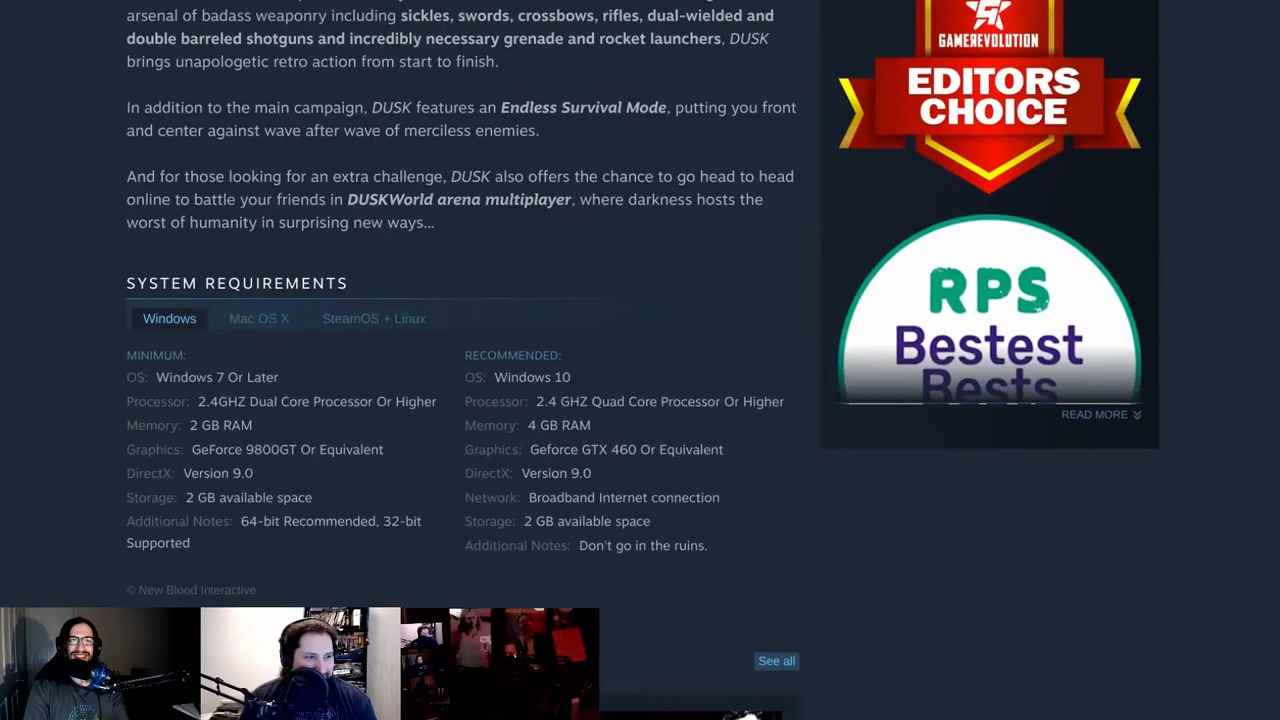 arsenal of badass weaponry including sickles, swords, crossbows, rifles, dual-wielded and
double barreled shotguns and incredibly necessary grenade and rocket launchers, DUSK
brings unapologetic retro action from start to finish.
In addition to the main campaign, DUSK features an Endless Survival Mode, putting you front
and center against wave after wave of merciless enemies.
And for those looking for an extra challenge, DUSK also offers the chance to go head to head
online to battle your friends in DUSKWorld arena multiplayer, where darkness hosts the
worst of humanity in surprising new ways...
SYSTEM REQUIREMENTS
Windows Mac OS X SteamOS + Linux
MINIMUM:
OS: Windows 7 Or Later
Processor: 2.4GHZ Dual Core Processor Or Higher
Memory: 2 GB RAM
Graphics: GeForce 9800GT Or Equivalent
DirectX: Version 9.0
Storage: 2 GB available space
Additional Notes: 64-bit Recommended, 32-bit
Supported
RECOMMENDED:
OS: Windows 10
Processor: 2.4 GHZ Quad Core Processor Or Higher
Memory: 4 GB RAM
Graphics: Geforce GTX 460 Or Equivalent
DirectX: Version 9.0
Network: Broadband Internet connection
Storage: 2 GB available space
Additional Notes: Don't go in the ruins.
© New Blood Interactive
See all
GAMEREVOLUTION
EDITORS
CHOICE
RPS
Bestest
Bests
READ MORE